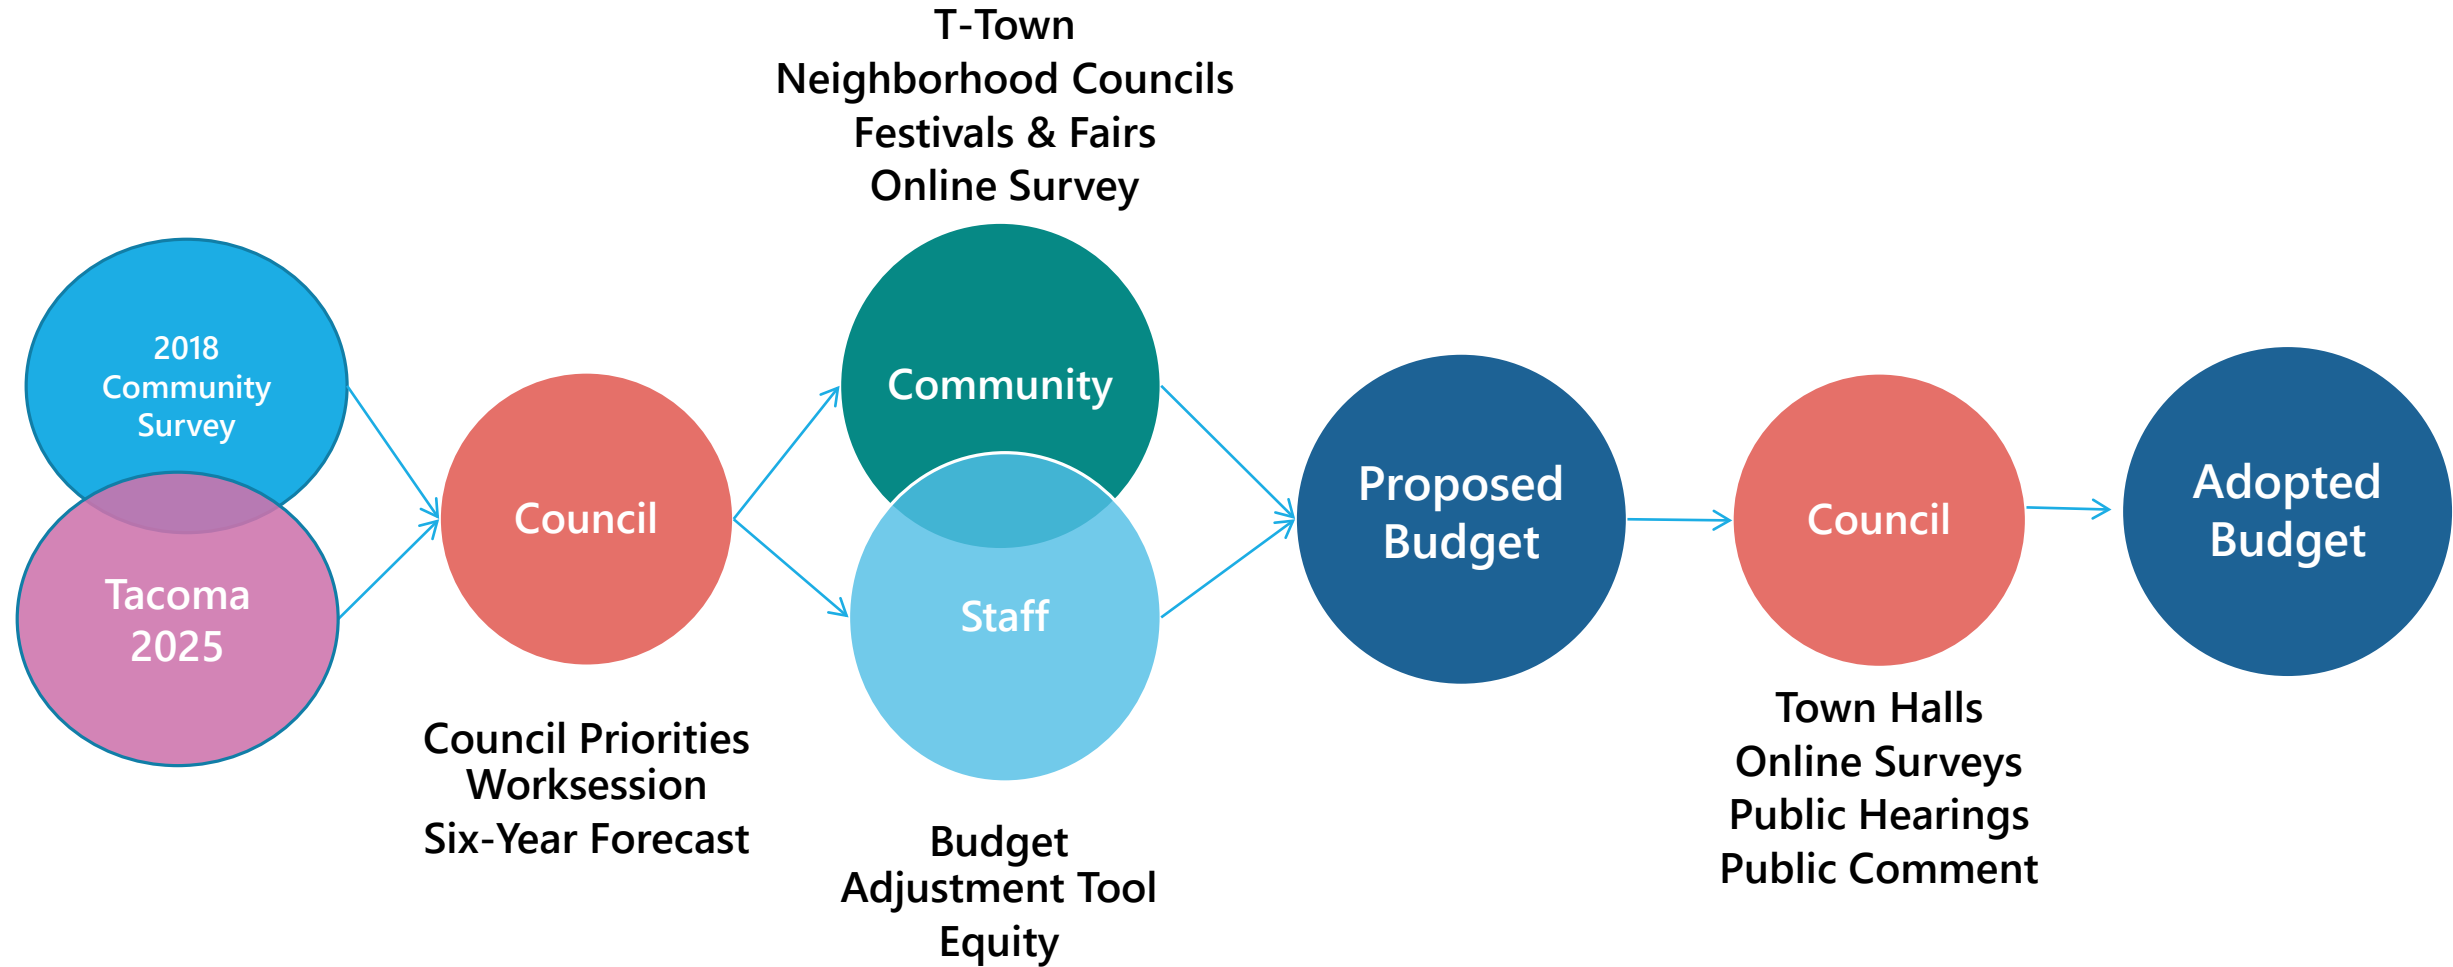 T-Town
Neighborhood Councils
Festivals & Fairs
Online Survey
2018
Community
Survey
Tacoma
2025
Council
Council Priorities
Worksession
Six-Year Forecast
Community
Staff
Budget
Adjustment Tool
Equity
Proposed
Budget
Council
Town Halls
Online Surveys
Public Hearings
Public Comment
Adopted
Budget